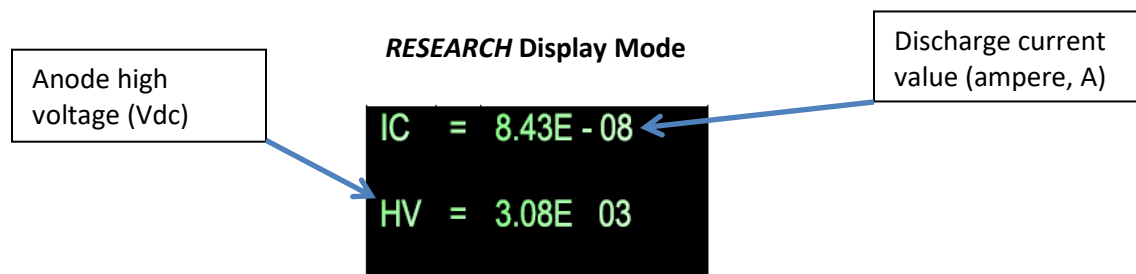 RESEARCH Display Mode
Anode high
voltage (Vdc)
Discharge current
value (ampere, A)
IC = 8.43E - 08
HV = 3.08E 03